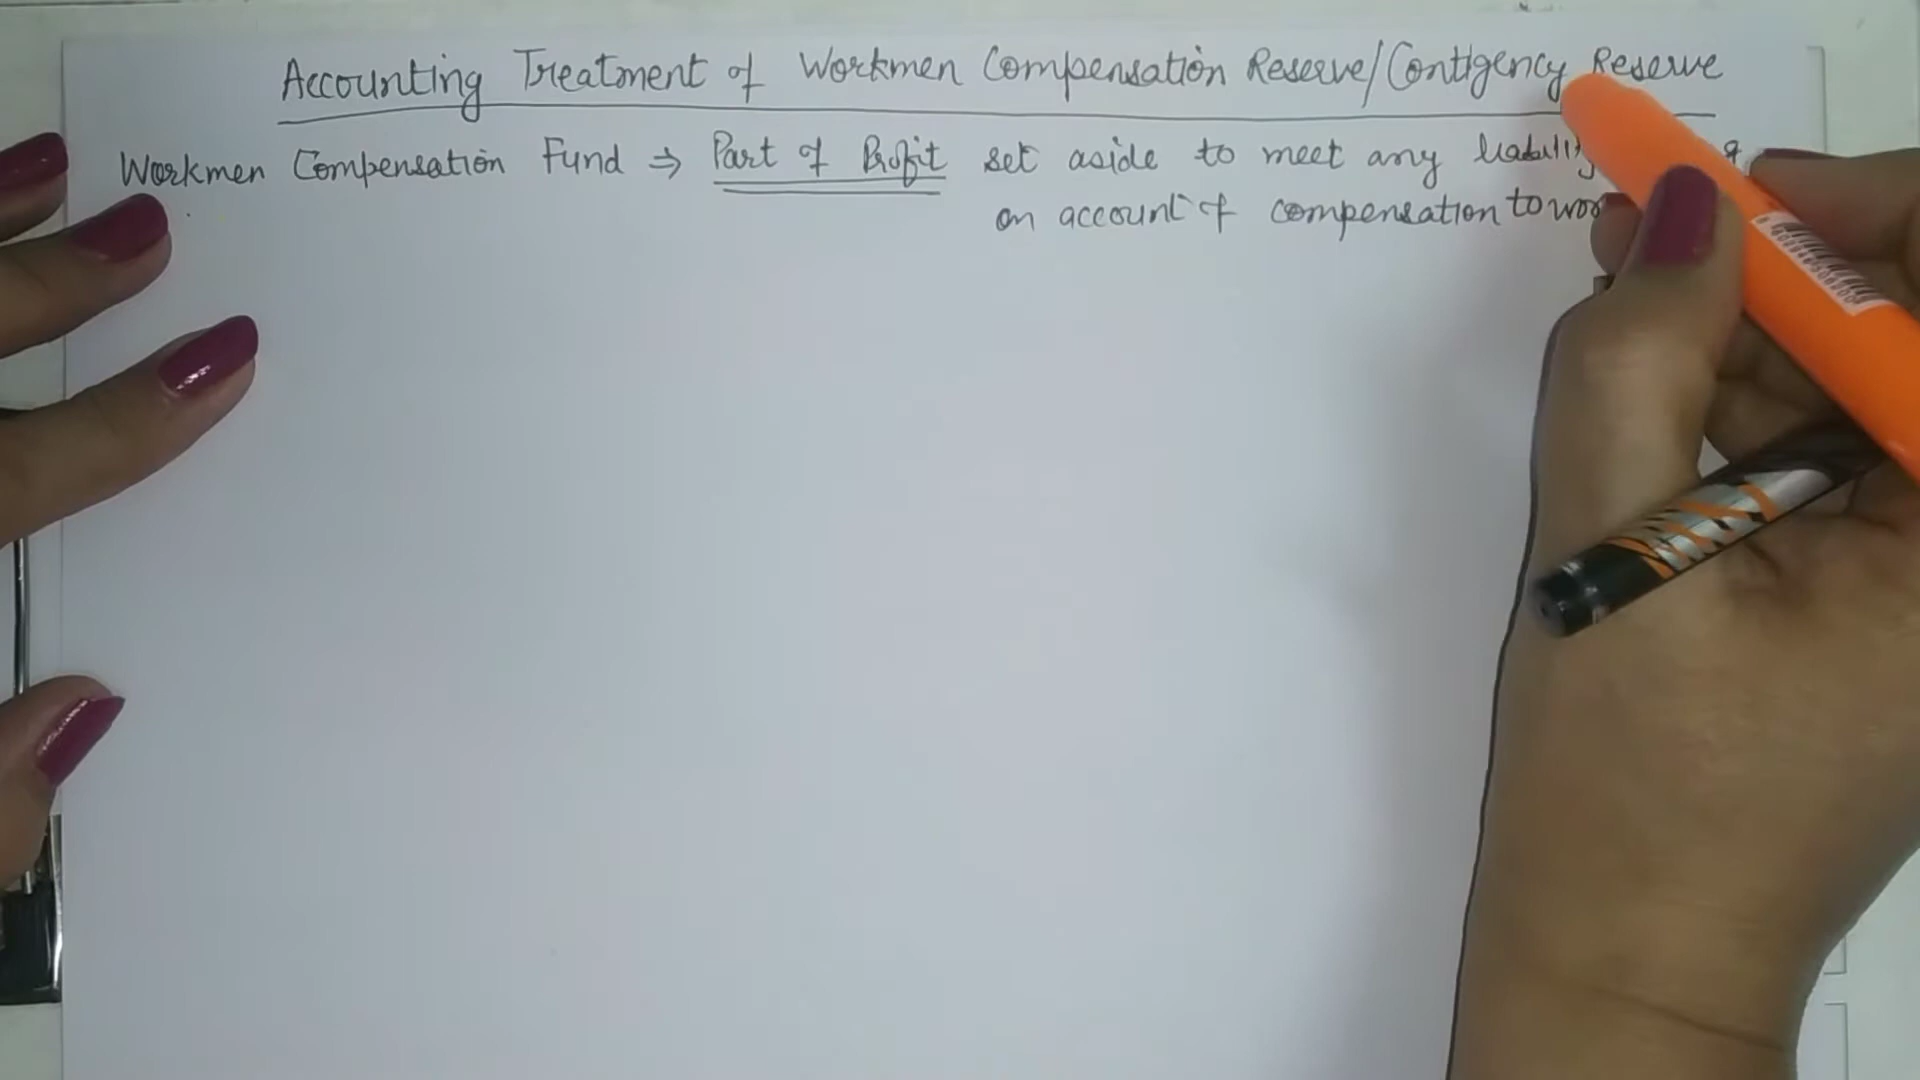 Accounting Treatment of Workmen Compensation Reserve/Contigency Reserve
Workmen Compensation Fund ⇒ Part of Profit set aside to meet any
on account of compensation to